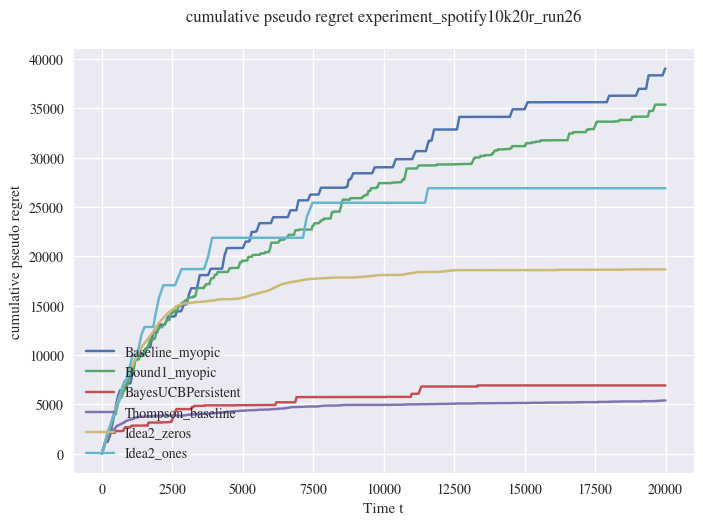 cumulative pseudo regret experiment_spotify10k20r_run26
40000
35000
30000
25000
20000
15000
10000
5000
0
cumulative pseudo regret
Baseline_myopic
Bound1_myopic
BayesUCBPersistent
Thompson_baseline
Idea2_zeros
Idea2_ones
0
2500
5000
7500
10000
12500
15000
17500
20000
Time t